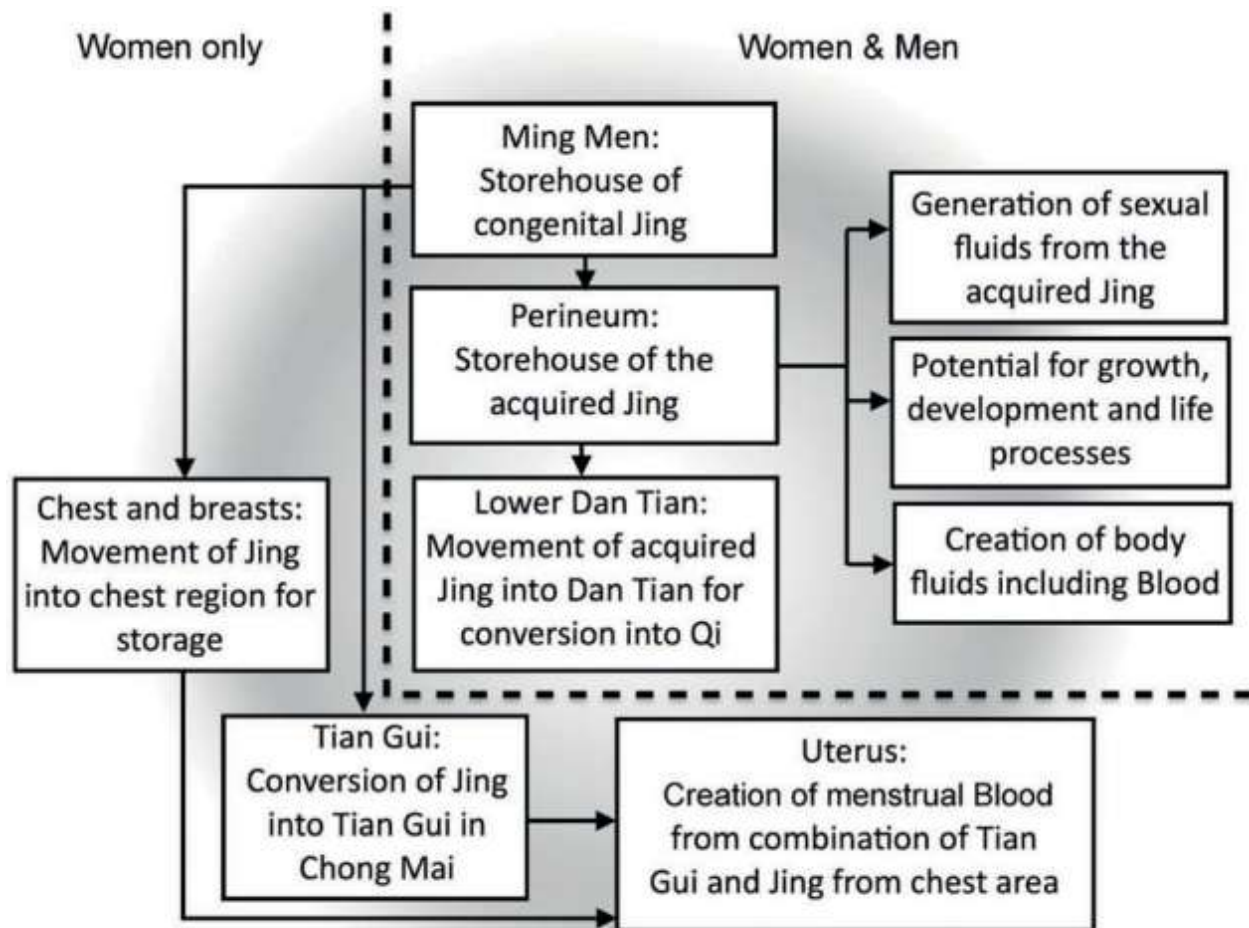 Women only
Women & Men
Ming Men:
Storehouse of
congenital Jing
Perineum:
Storehouse of the
acquired Jing
Lower Dan Tian:
Movement of acquired
Jing into Dan Tian for
conversion into Qi
Generation of sexual
fluids from the
acquired Jing
Potential for growth,
development and life
processes
Creation of body
fluids including Blood
Chest and breasts:
Movement of Jing
into chest region for
storage
Tian Gui:
Conversion of Jing
into Tian Gui in
Chong Mai
Uterus:
Creation of menstrual Blood
from combination of Tian
Gui and Jing from chest area